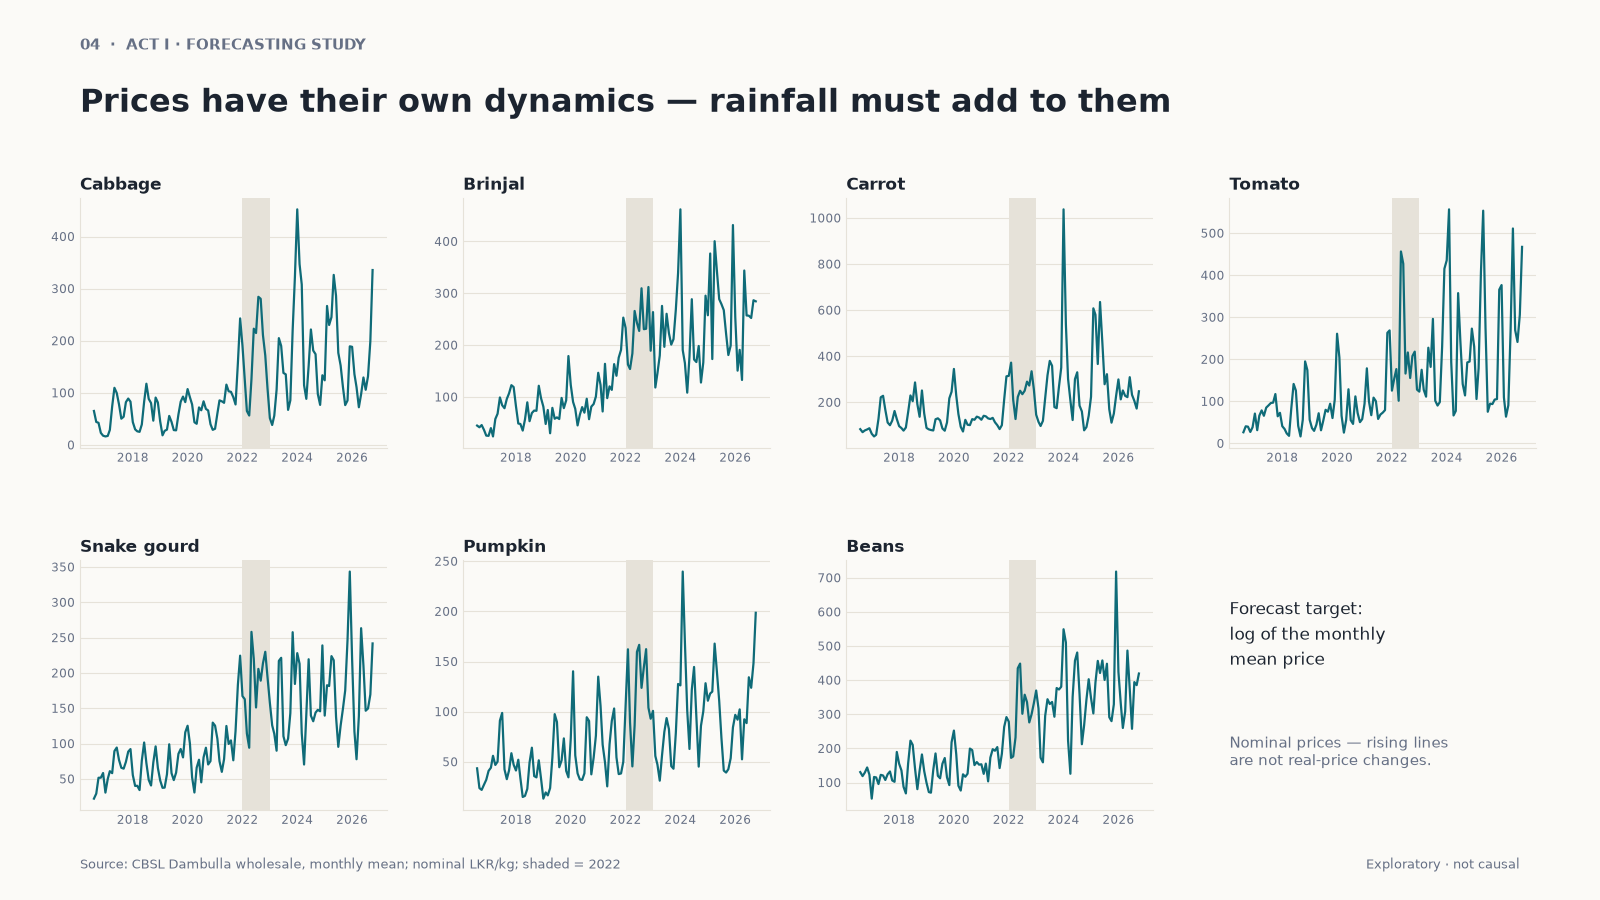 04 · ACT I · FORECASTING STUDY
Prices have their own dynamics — rainfall must add to them
Cabbage
400
300
200
100
0
2018 2020 2022 2024 2026
Brinjal
400
300
200
100
2018 2020 2022 2024 2026
Carrot
1000
800
600
400
200
2018 2020 2022 2024 2026
Tomato
500
400
300
200
100
0
2018 2020 2022 2024 2026
Snake gourd
350
300
250
200
150
100
50
2018 2020 2022 2024 2026
Pumpkin
250
200
150
100
50
2018 2020 2022 2024 2026
Beans
700
600
500
400
300
200
100
2018 2020 2022 2024 2026
Forecast target:
log of the monthly
mean price
Nominal prices — rising lines
are not real-price changes.
Source: CBSL Dambulla wholesale, monthly mean; nominal LKR/kg; shaded = 2022
Exploratory · not causal